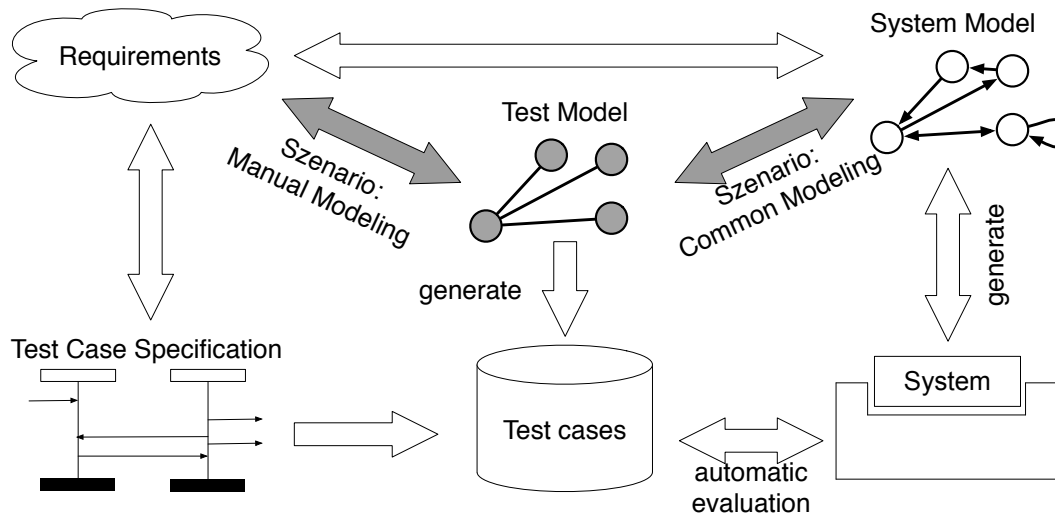 System Model
Requirements
Test Model
Szenario:
Manual Modeling
Szenario:
Common Modeling
generate
generate
Test Case Specification
System
Test cases
automatic
evaluation